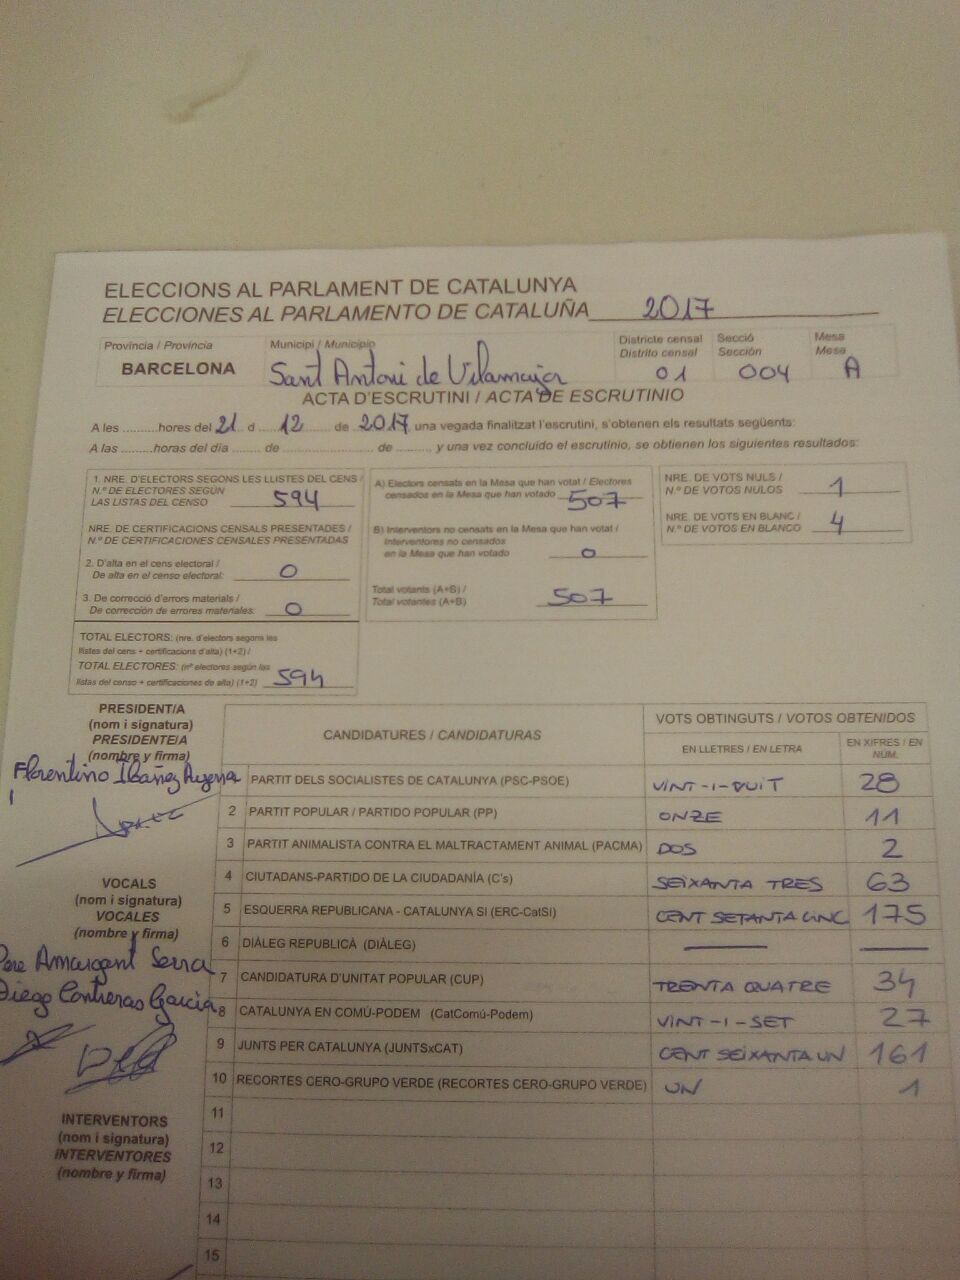 ELECCIONS AL PARLAMENT DE CATALUNYA
ELECCIONES AL PARLAMENTO DE CATALUÑA 2017
Província / Provincia
BARCELONA
Municipi / Municipio
Sant Antoni de Vilamajor
Districte censal
Distrito censal
01
Secció
Sección
004
Mesa
Mesa
A
ACTA D'ESCRUTINI / ACTA DE ESCRUTINIO
A les ..........hores del 21 d ... 12 ... de 2017 una vegada finalitzat l'escrutini, s'obtenen els resultats següents:
A las .........horas del día ....... de ........................ de ........., y una vez concluido el escrutinio, se obtienen los siguientes resultados:
1. NRE. D'ELECTORS SEGONS LES LLISTES DEL CENS /
N.º DE ELECTORES SEGÚN
LAS LISTAS DEL CENSO 594
NRE. DE CERTIFICACIONS CENSALS PRESENTADES /
N.º DE CERTIFICACIONES CENSALES PRESENTADAS
2. D'alta en el cens electoral /
De alta en el censo electoral: 0
3. De correcció d'errors materials /
De corrección de errores materiales: 0
TOTAL ELECTORS: (nre. d'electors segons les
llistes del cens + certificacions d'alta) (1+2) /
TOTAL ELECTORES: (nº electores según las
listas del censo + certificaciones de alta) (1+2) 594
A) Electors censats en la Mesa que han votat / Electores
censados en la Mesa que han votado 507
B) Interventors no censats en la Mesa que han votat /
Interventores no censados
en la Mesa que han votado 0
Total votants (A+B) /
Total votantes (A+B) 507
NRE. DE VOTS NULS /
N.º DE VOTOS NULOS 1
NRE. DE VOTS EN BLANC /
N.º DE VOTOS EN BLANCO 4
PRESIDENT/A
(nom i signatura)
PRESIDENTE/A
(nombre y firma)
Florentino Ibáñez
VOCALS
(nom i signatura)
VOCALES
(nombre y firma)
Pere Amargant Serra
Diego Contreras García
INTERVENTORS
(nom i signatura)
INTERVENTORES
(nombre y firma)
CANDIDATURES / CANDIDATURAS
VOTS OBTINGUTS / VOTOS OBTENIDOS
EN LLETRES / EN LETRA
EN XIFRES / EN NÚM.
PARTIT DELS SOCIALISTES DE CATALUNYA (PSC-PSOE) VINT-I-VUIT 28
2 PARTIT POPULAR / PARTIDO POPULAR (PP) ONZE 11
3 PARTIT ANIMALISTA CONTRA EL MALTRACTAMENT ANIMAL (PACMA) DOS 2
4 CIUTADANS-PARTIDO DE LA CIUDADANÍA (C's) SEIXANTA TRES 63
5 ESQUERRA REPUBLICANA - CATALUNYA SÍ (ERC-CatSí) CENT SETANTA CINC 175
6 DIÀLEG REPUBLICÀ (DIÀLEG)
7 CANDIDATURA D'UNITAT POPULAR (CUP) TRENTA QUATRE 34
8 CATALUNYA EN COMÚ-PODEM (CatComú-Podem) VINT-I-SET 27
9 JUNTS PER CATALUNYA (JUNTSxCAT) CENT SEIXANTA UN 161
10 RECORTES CERO-GRUPO VERDE (RECORTES CERO-GRUPO VERDE) UN 1
11
12
13
14
15